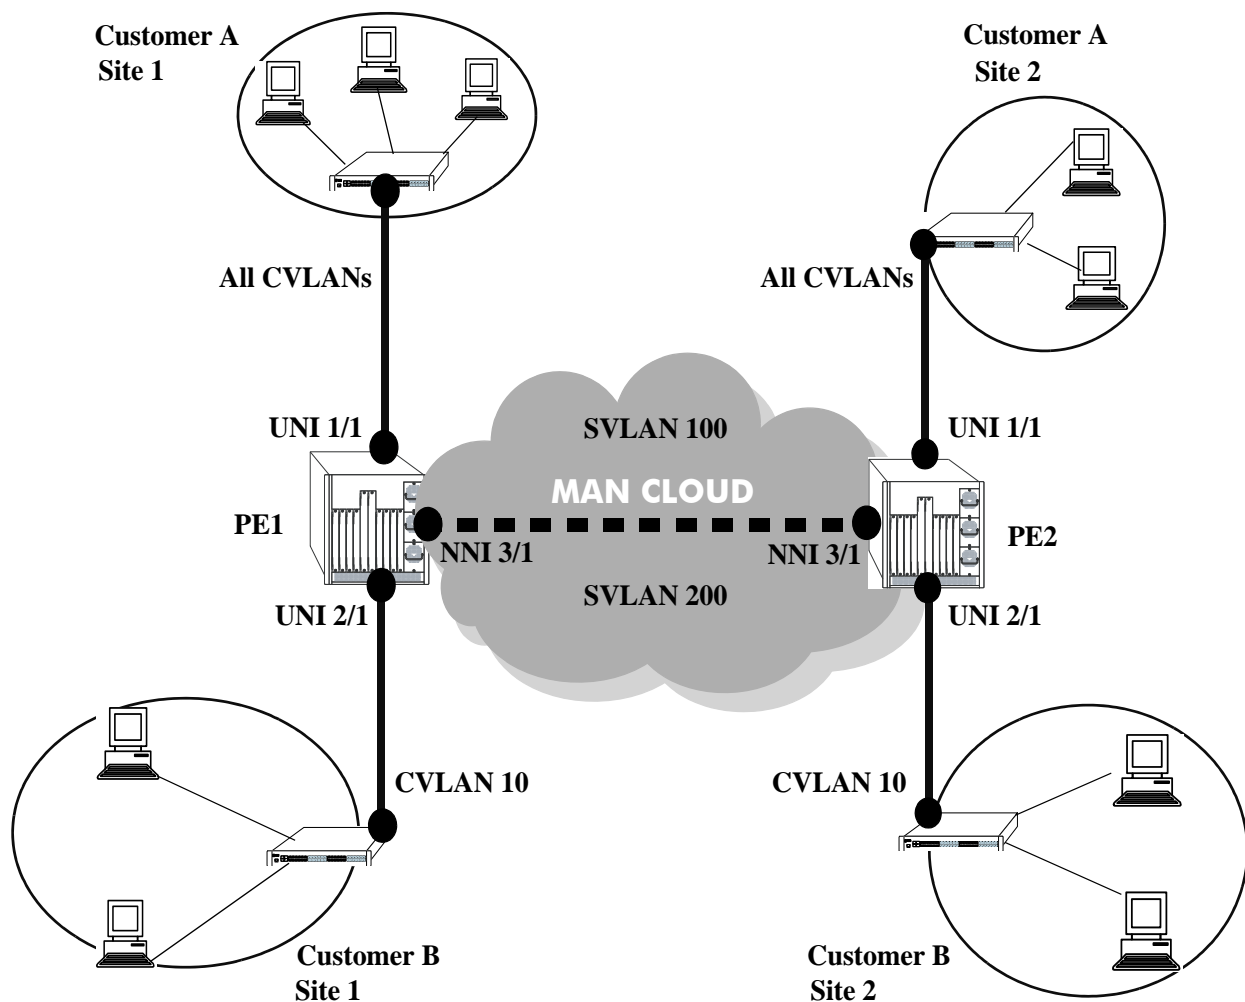 Customer A
Site 1
Customer A
Site 2
All CVLANs
All CVLANs
UNI 1/1
SVLAN 100
UNI 1/1
MAN CLOUD
PE1
NNI 3/1
NNI 3/1
PE2
UNI 2/1
SVLAN 200
UNI 2/1
CVLAN 10
CVLAN 10
Customer B
Site 1
Customer B
Site 2